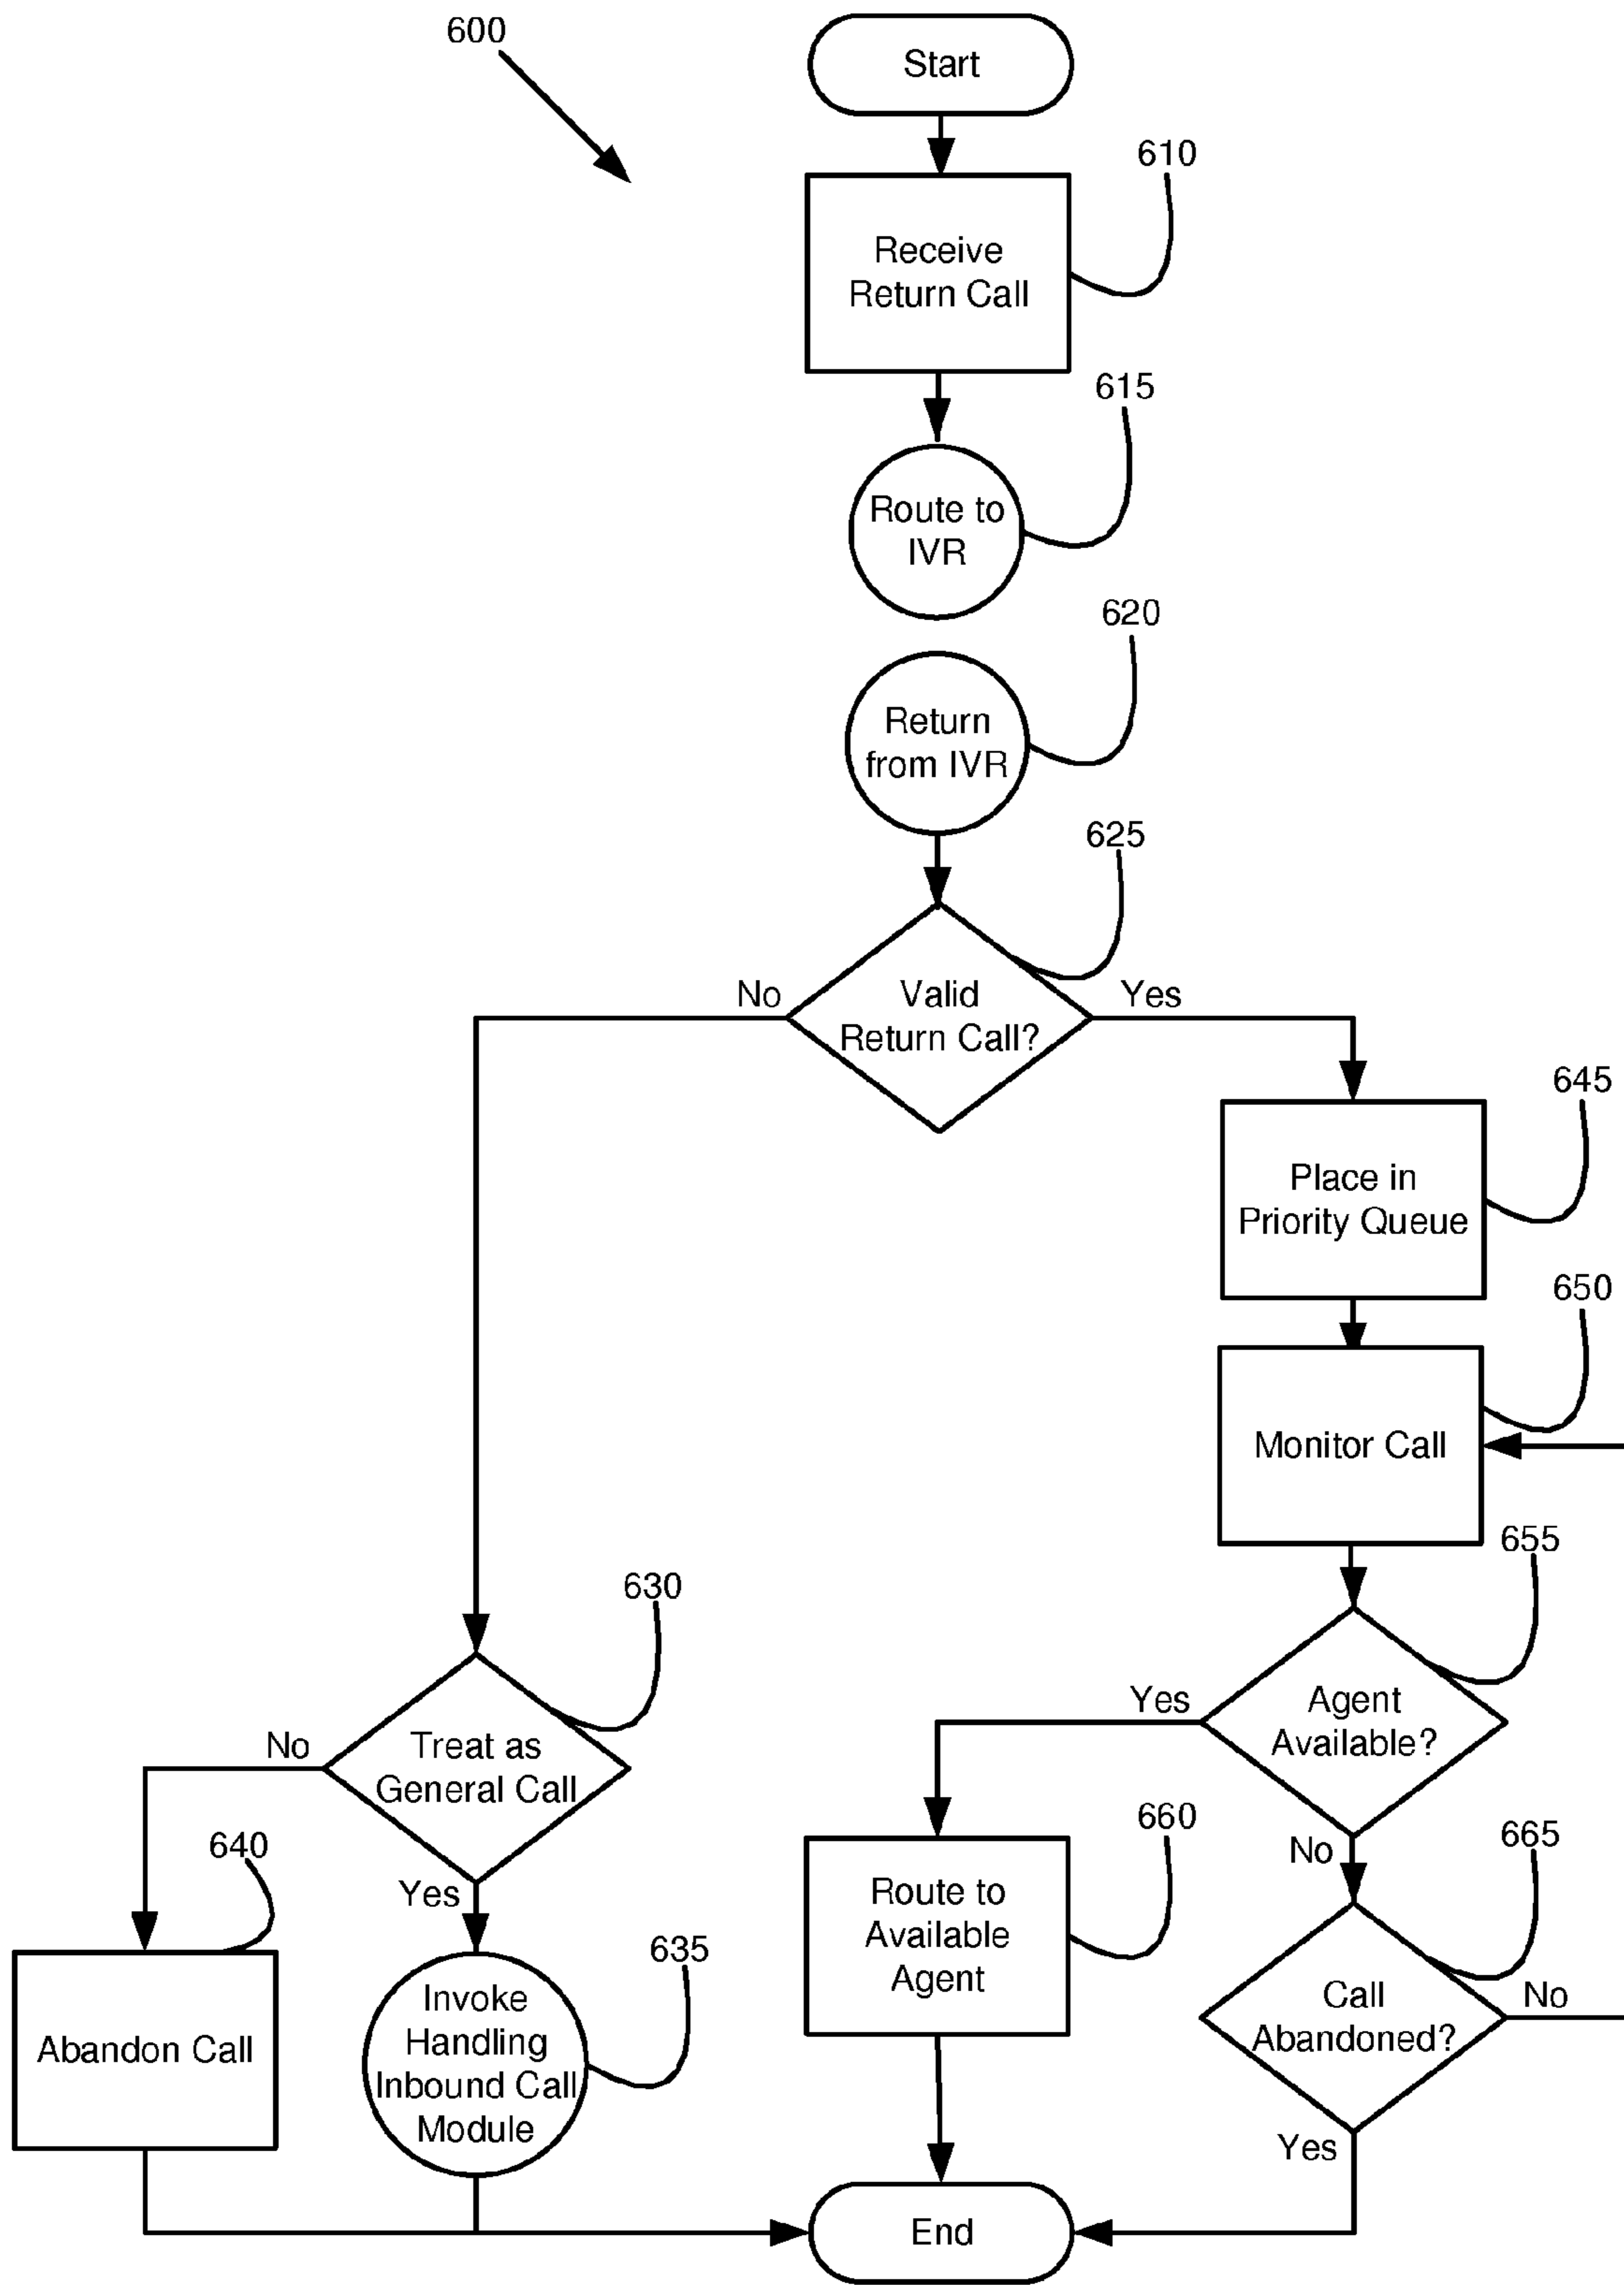 600
Start
610
Receive
Return Call
615
Route to
IVR
620
Return
from IVR
625
No
Valid
Return Call?
Yes
645
Place in
Priority Queue
650
Monitor Call
655
630
Yes
Agent
Available?
No
Treat as
General Call
660
No
665
640
Yes
Route to
Available
Agent
635
Invoke
Handling
Inbound Call
Module
Call
Abandoned?
No
Abandon Call
Yes
End